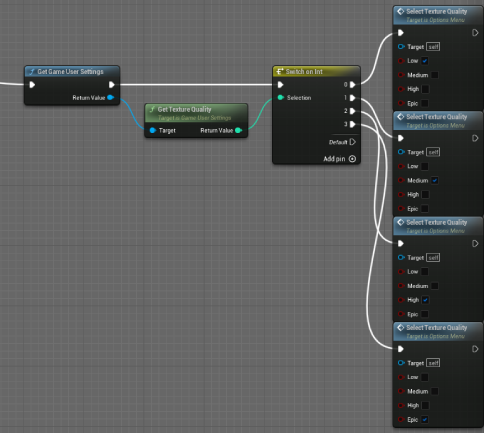 Get Game User Settings
Return Value
Get Texture Quality
Target is Game User Settings
Target
Return Value
Switch on Int
Selection
0
1
2
3
Default
Add pin
Select Texture Quality
Target is Options Menu
Target self
Low
Medium
High
Epic
Select Texture Quality
Target is Options Menu
Target self
Low
Medium
High
Epic
Select Texture Quality
Target is Options Menu
Target self
Low
Medium
High
Epic
Select Texture Quality
Target is Options Menu
Target self
Low
Medium
High
Epic